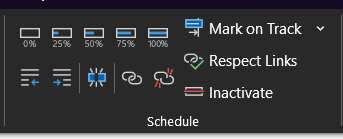 Mark on Track
0% 25% 50% 75% 100%
Respect Links
Inactivate
Schedule